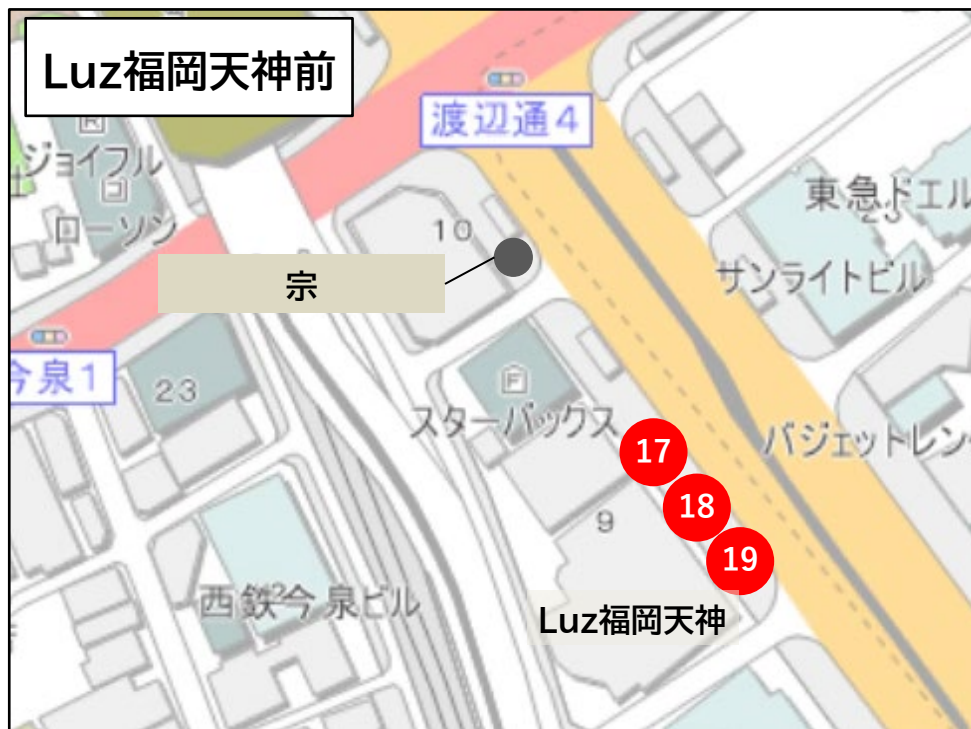 Luz福岡天神前
渡辺通4
ジョイフル
ローソン
東急ドエル
23
10
宗
サンライトビル
今泉1
23
スターバックス
バジェットレン
17
18
9
19
西鉄今泉ビル
2
Luz福岡天神